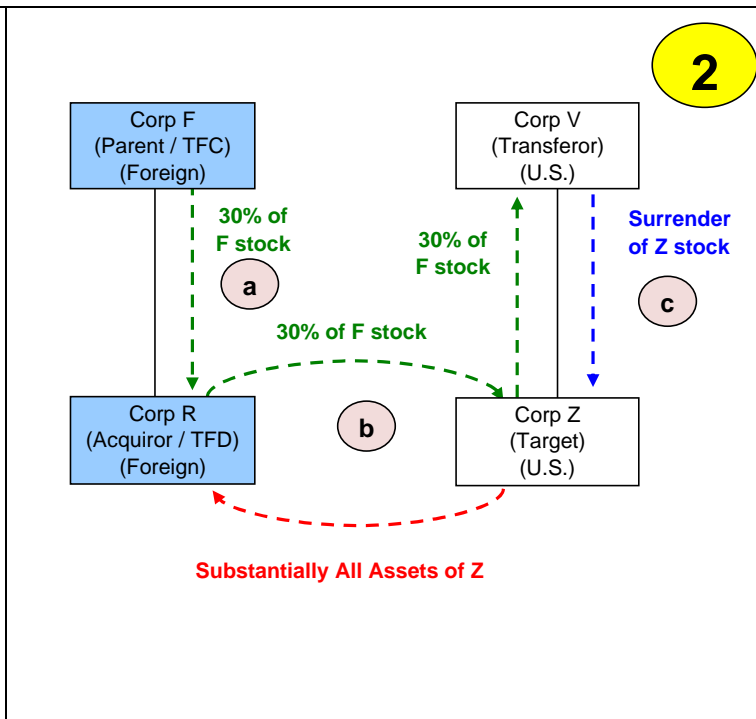 2
Corp F
(Parent / TFC)
(Foreign)
Corp V
(Transferor)
(U.S.)
30% of
F stock
a
30% of
F stock
Surrender
of Z stock
c
30% of F stock
Corp R
(Acquiror / TFD)
(Foreign)
b
Corp Z
(Target)
(U.S.)
Substantially All Assets of Z